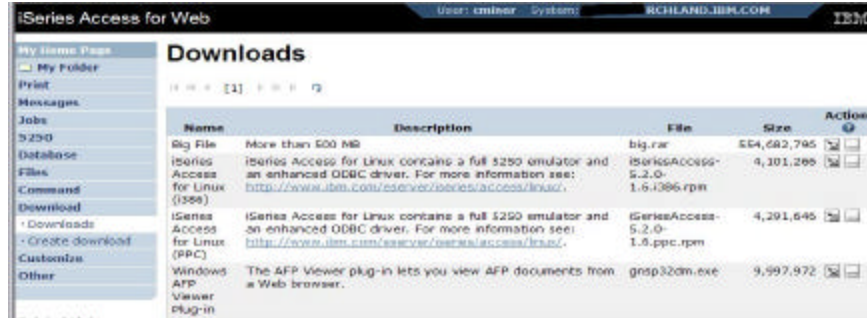 iSeries Access for Web
User: cminer System: RCHLAND.IBM.COM
IBM
My Home Page
My Folder
Print
Messages
Jobs
5250
Database
Files
Command
Download
· Downloads
· Create download
Customize
Other
Downloads
[1]
Name Description File Size Action
Big File More than 500 MB big.rar 554,682,795
iSeries Access for Linux (i386)
iSeries Access for Linux contains a full 5250 emulator and
an enhanced ODBC driver. For more information see:
http://www.ibm.com/eserver/iseries/access/linux/.
iSeriesAccess-
5.2.0-
1.6.i386.rpm
4,101,266
iSeries Access for Linux (PPC)
iSeries Access for Linux contains a full 5250 emulator and
an enhanced ODBC driver. For more information see:
http://www.ibm.com/eserver/iseries/access/linux/.
iSeriesAccess-
5.2.0-
1.6.ppc.rpm
4,291,646
Windows AFP Viewer Plug-in
The AFP Viewer plug-in lets you view AFP documents from
a Web browser.
gnsp32dm.exe
9,997,972